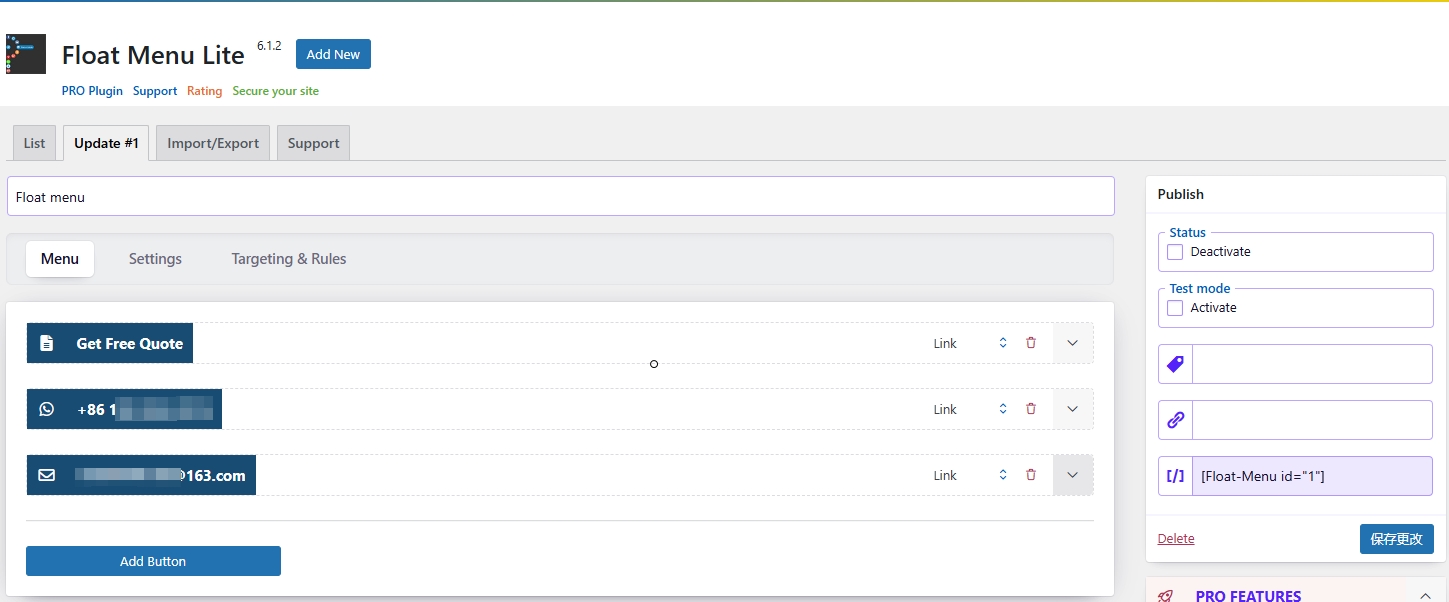 Float Menu Lite 6.1.2 Add New
PRO Plugin Support Rating Secure your site
List Update #1 Import/Export Support
Float menu
Menu Settings Targeting & Rules
Get Free Quote Link
+86 1 Link
@163.com Link
Add Button
Publish
Status
Deactivate
Test mode
Activate
[/] [Float-Menu id="1"]
Delete 保存更改
PRO FEATURES